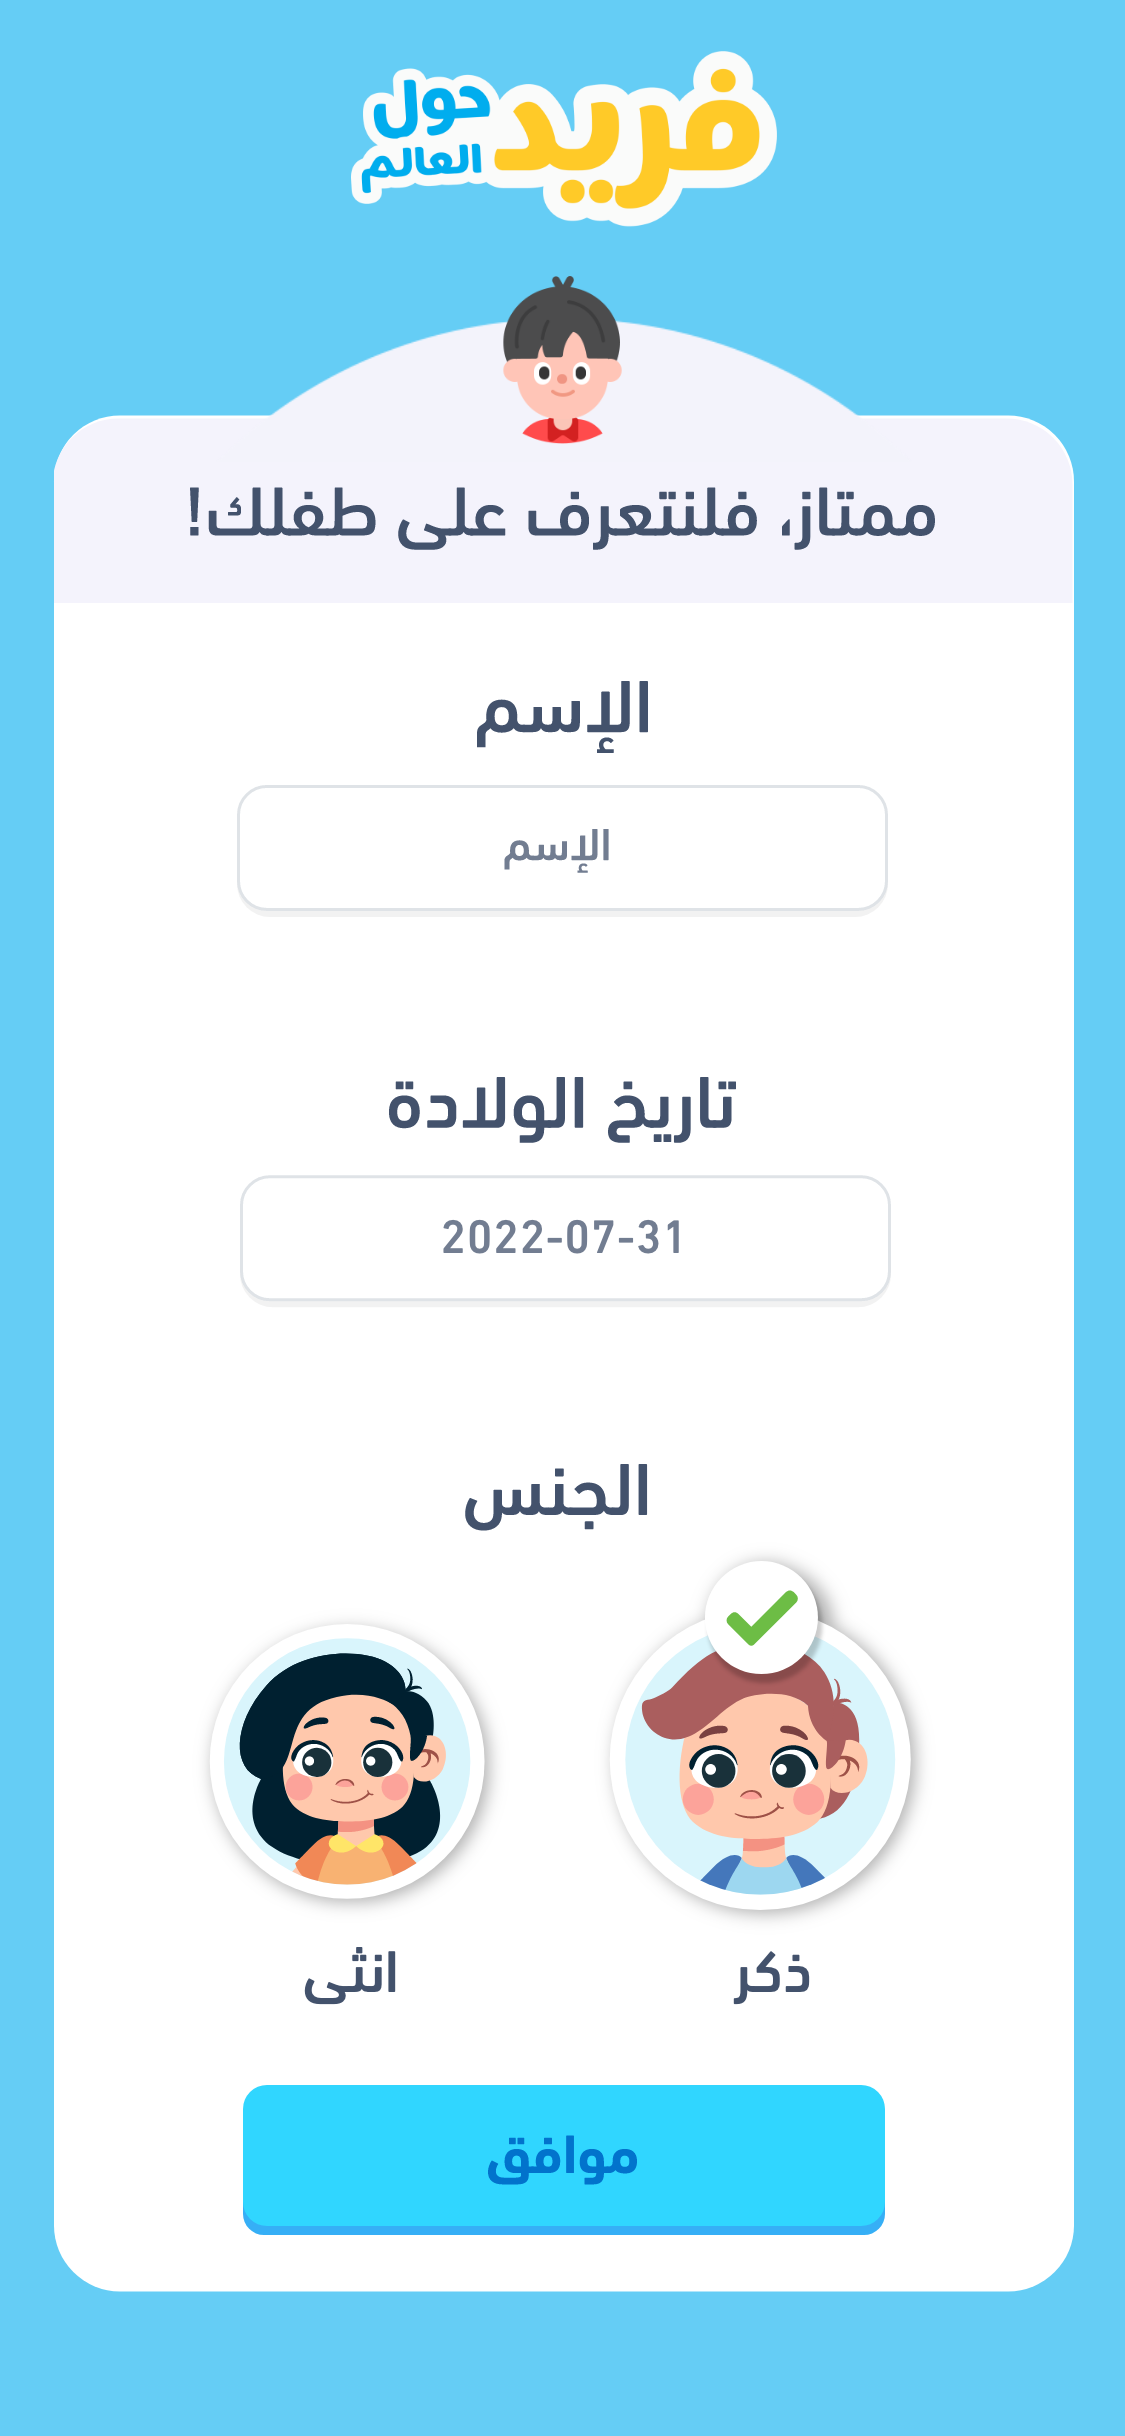 فريد حول العالم
ممتاز، فلنتعرف على طفلك!
الإسم
الإسم
تاريخ الولادة
2022-07-31
الجنس
ذكر
انثى
موافق